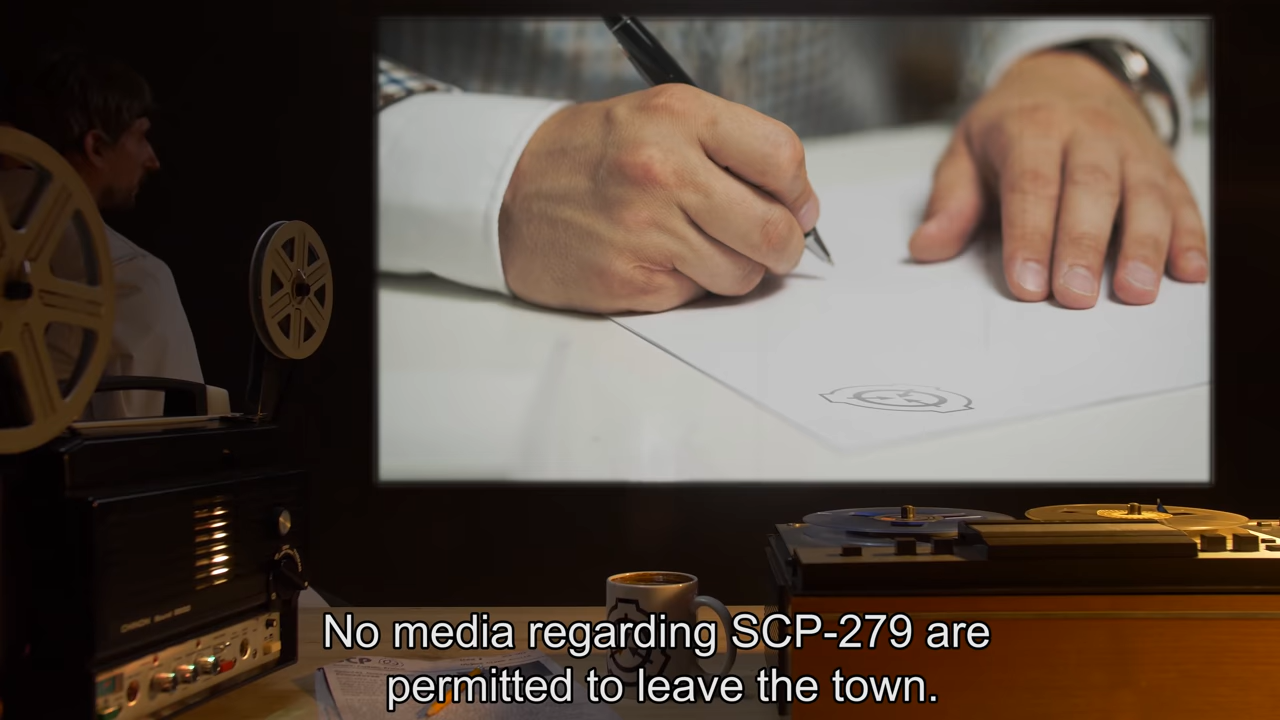 No media regarding SCP-279 are
permitted to leave the town.